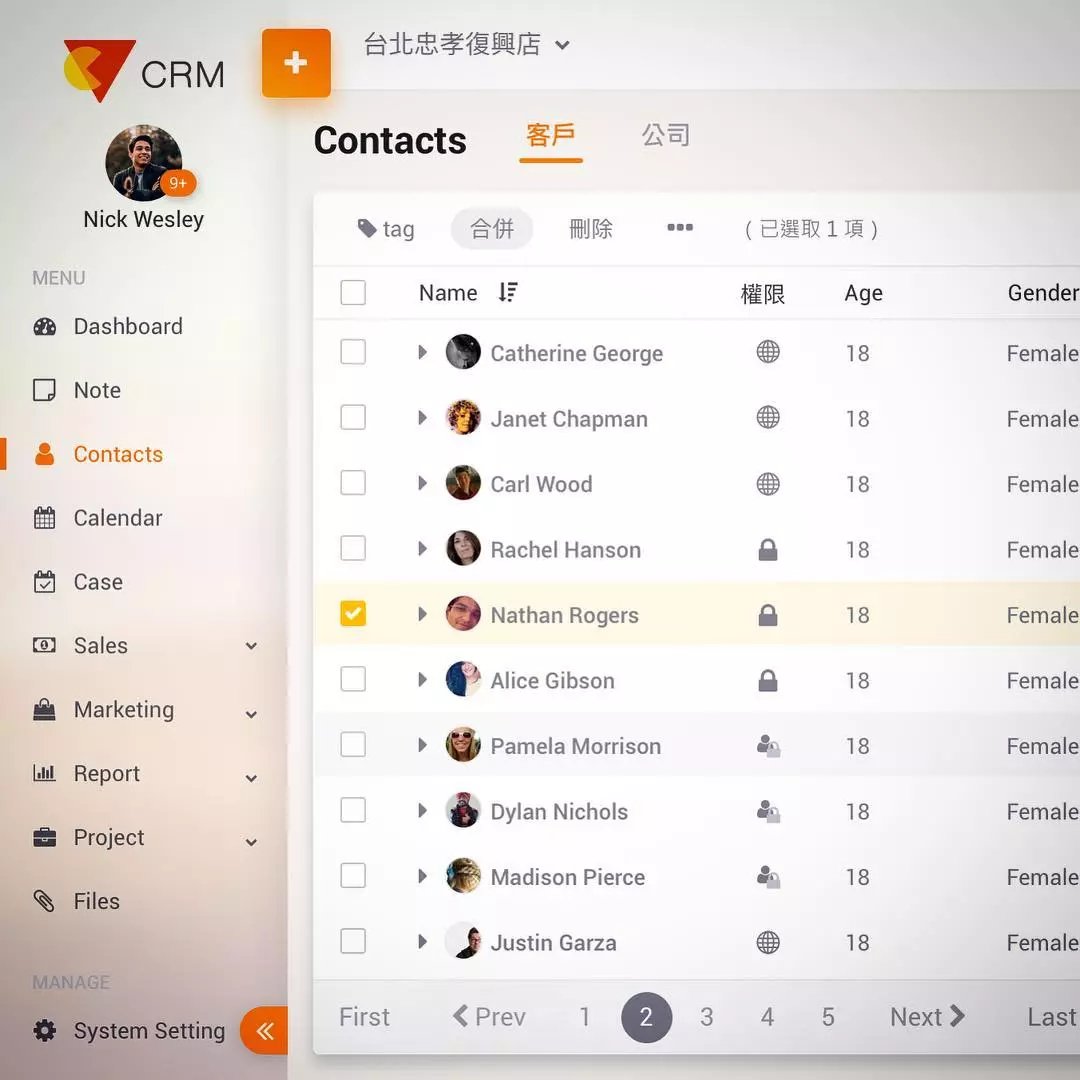 CRM
+
台北忠孝復興店
9+
Nick Wesley
MENU
Dashboard
Note
Contacts
Calendar
Case
Sales
Marketing
Report
Project
Files
MANAGE
System Setting
Contacts 客戶 公司
tag 合併 刪除 ••• ( 已選取 1 項 )
Name 權限 Age Gender
Catherine George 18 Female
Janet Chapman 18 Female
Carl Wood 18 Female
Rachel Hanson 18 Female
Nathan Rogers 18 Female
Alice Gibson 18 Female
Pamela Morrison 18 Female
Dylan Nichols 18 Female
Madison Pierce 18 Female
Justin Garza 18 Female
First Prev 1 2 3 4 5 Next Last